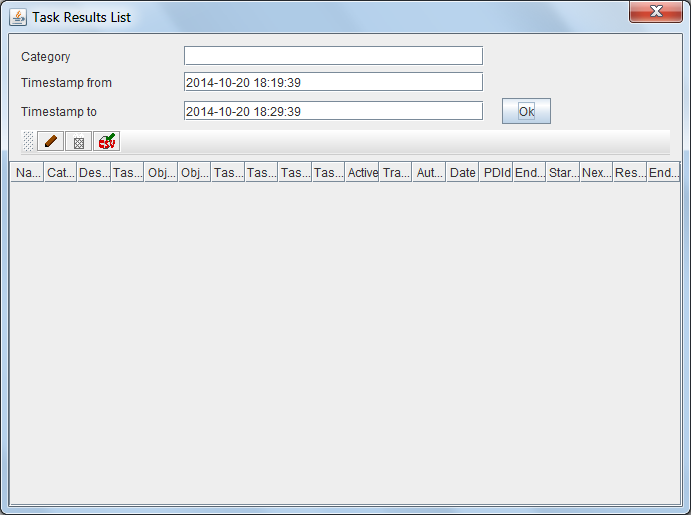 Task Results List
Category
Timestamp from 2014-10-20 18:19:39
Timestamp to 2014-10-20 18:29:39 Ok
CSV
Na... Cat... Des... Tas... Obj... Obj... Tas... Tas... Tas... Tas... Active Tra... Aut... Date PDId End... Star... Nex... Res... End...